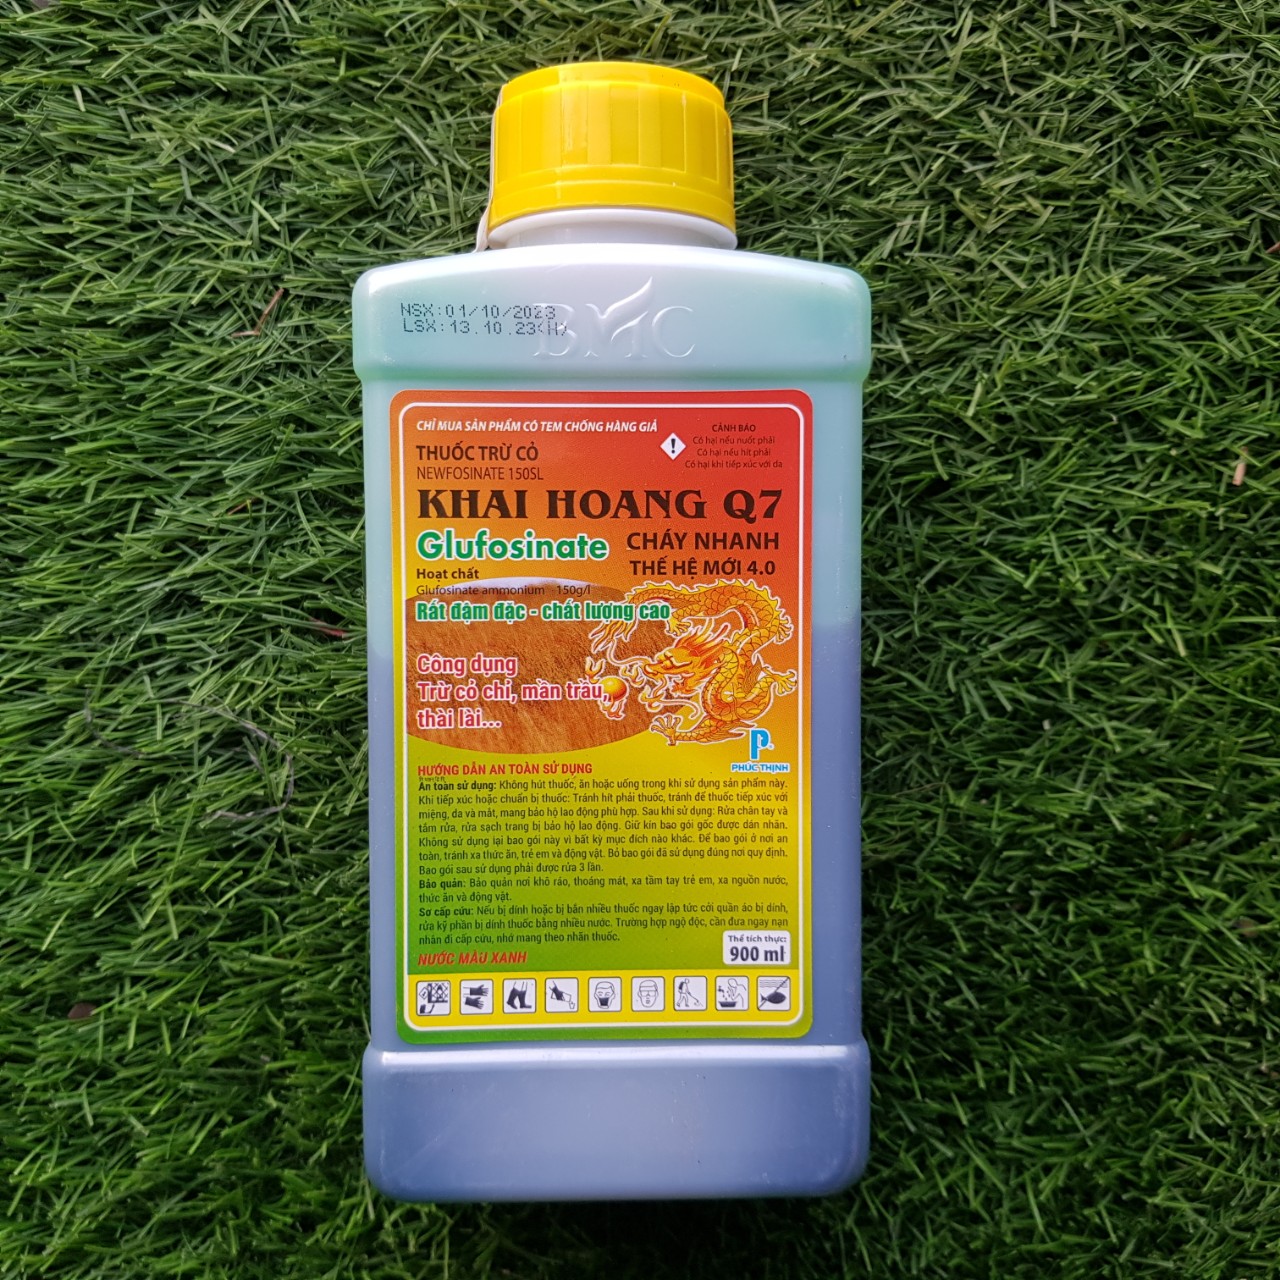 NSX:01/10/2023
LSX:13.10.23<H>
BMC
CHỈ MUA SẢN PHẨM CÓ TEM CHỐNG HÀNG GIẢ
CẢNH BÁO
Có hại nếu nuốt phải
Có hại nếu hít phải
Có hại khi tiếp xúc với da
THUỐC TRỪ CỎ
NEWFOSINATE 150SL
KHAI HOANG Q7
Glufosinate
CHÁY NHANH
THẾ HỆ MỚI 4.0
Hoạt chất
Glufosinate ammonium 150g/l
Rất đậm đặc - chất lượng cao
Công dụng
Trừ cỏ chỉ, mần trầu,
thài lài...
PHÚC THỊNH
HƯỚNG DẪN AN TOÀN SỬ DỤNG
An toàn sử dụng: Không hút thuốc, ăn hoặc uống trong khi sử dụng sản phẩm này.
Khi tiếp xúc hoặc chuẩn bị thuốc: Tránh hít phải thuốc, tránh để thuốc tiếp xúc với
miệng, da và mắt, mang bảo hộ lao động phù hợp. Sau khi sử dụng: Rửa chân tay và
tắm rửa, rửa sạch trang bị bảo hộ lao động. Giữ kín bao gói gốc được dán nhãn.
Không sử dụng lại bao gói này vì bất kỳ mục đích nào khác. Để bao gói ở nơi an
toàn, tránh xa thức ăn, trẻ em và động vật. Bỏ bao gói đã sử dụng đúng nơi quy định.
Bao gói sau sử dụng phải được rửa 3 lần.
Bảo quản: Bảo quản nơi khô ráo, thoáng mát, xa tầm tay trẻ em, xa nguồn nước,
thức ăn và động vật.
Sơ cấp cứu: Nếu bị dính hoặc bị bắn nhiều thuốc ngay lập tức cởi quần áo bị dính,
rửa kỹ phần bị dính thuốc bằng nhiều nước. Trường hợp ngộ độc, cần đưa ngay nạn
nhân đi cấp cứu, nhớ mang theo nhãn thuốc.
NƯỚC MÀU XANH
Thể tích thực:
900 ml